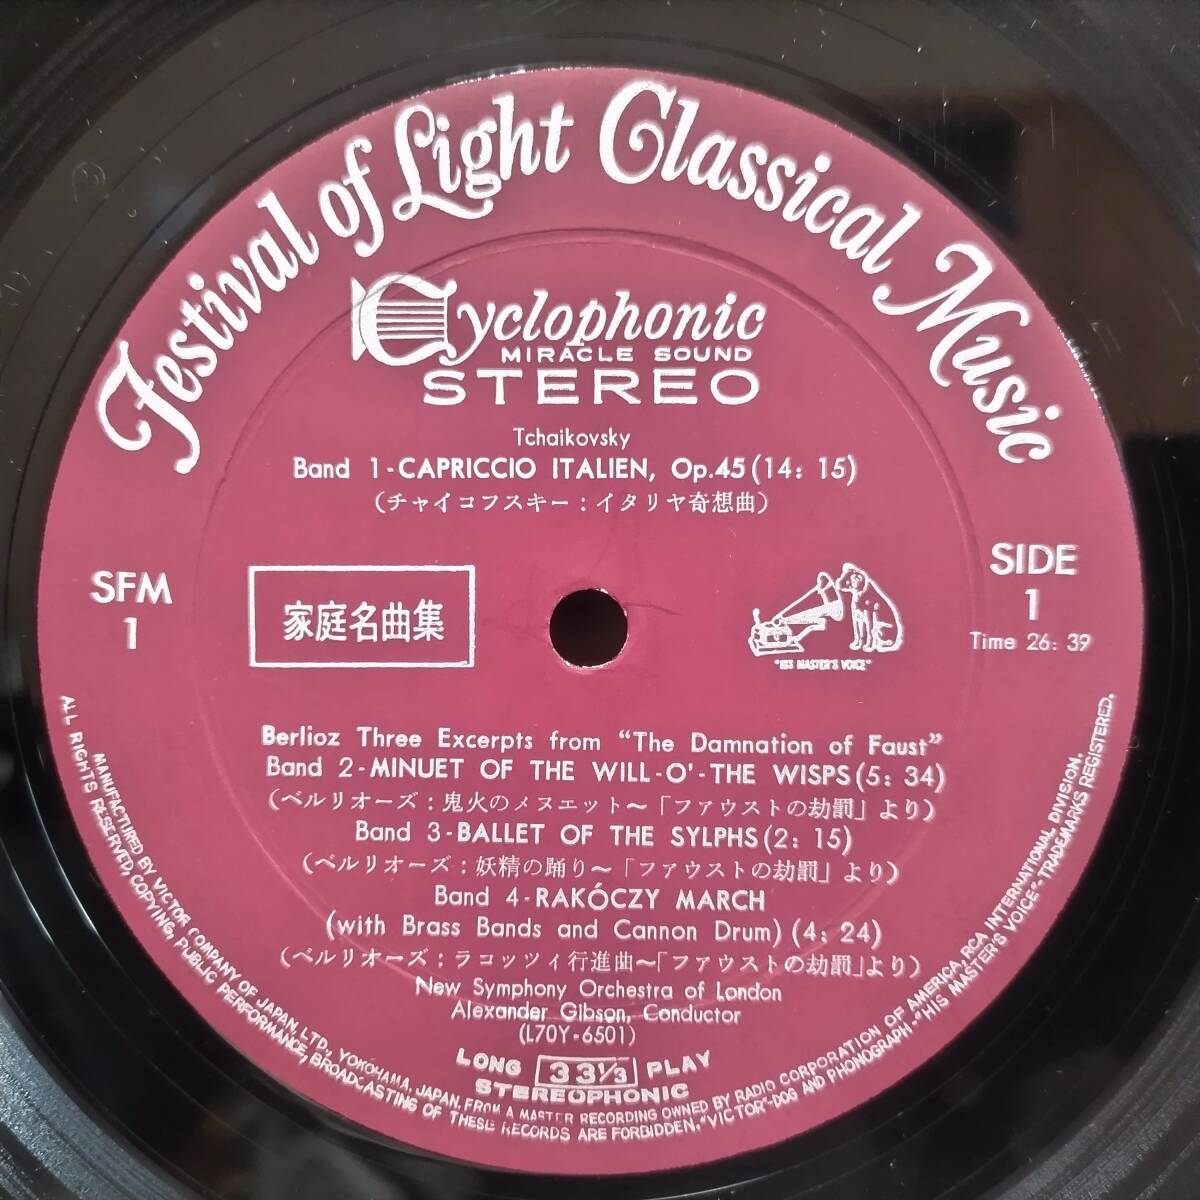 Festival of Light Classical Music
Cyclophonic
MIRACLE SOUND
STEREO
Tchaikovsky
Band 1-CAPRICCIO ITALIEN, Op.45 (14: 15)
(チャイコフスキー:イタリヤ奇想曲)
SFM
1
家庭名曲集
SIDE
1
Time 26: 39
"HIS MASTER'S VOICE"
Berlioz Three Excerpts from "The Damnation of Faust"
Band 2-MINUET OF THE WILL-O'-THE WISPS (5: 34)
(ベルリオーズ:鬼火のメヌエット〜「ファウストの劫罰」より)
Band 3-BALLET OF THE SYLPHS (2: 15)
(ベルリオーズ:妖精の踊り〜「ファウストの劫罰」より)
Band 4-RAKÓCZY MARCH
(with Brass Bands and Cannon Drum) (4: 24)
(ベルリオーズ:ラコッツィ行進曲〜「ファウストの劫罰」より)
New Symphony Orchestra of London
Alexander Gibson, Conductor
(L70Y-6501)
LONG 33⅓ PLAY
STEREOPHONIC
MANUFACTURED BY VICTOR COMPANY OF JAPAN, LTD., YOKOHAMA, JAPAN, FROM A MASTER RECORDING OWNED BY RADIO CORPORATION OF AMERICA, RCA INTERNATIONAL DIVISION.
ALL RIGHTS RESERVED, COPYING, PUBLIC PERFORMANCE, BROADCASTING OF THESE RECORDS ARE FORBIDDEN. "VICTOR"-DOG AND PHONOGRAPH-"HIS MASTER'S VOICE"-TRADEMARKS REGISTERED.